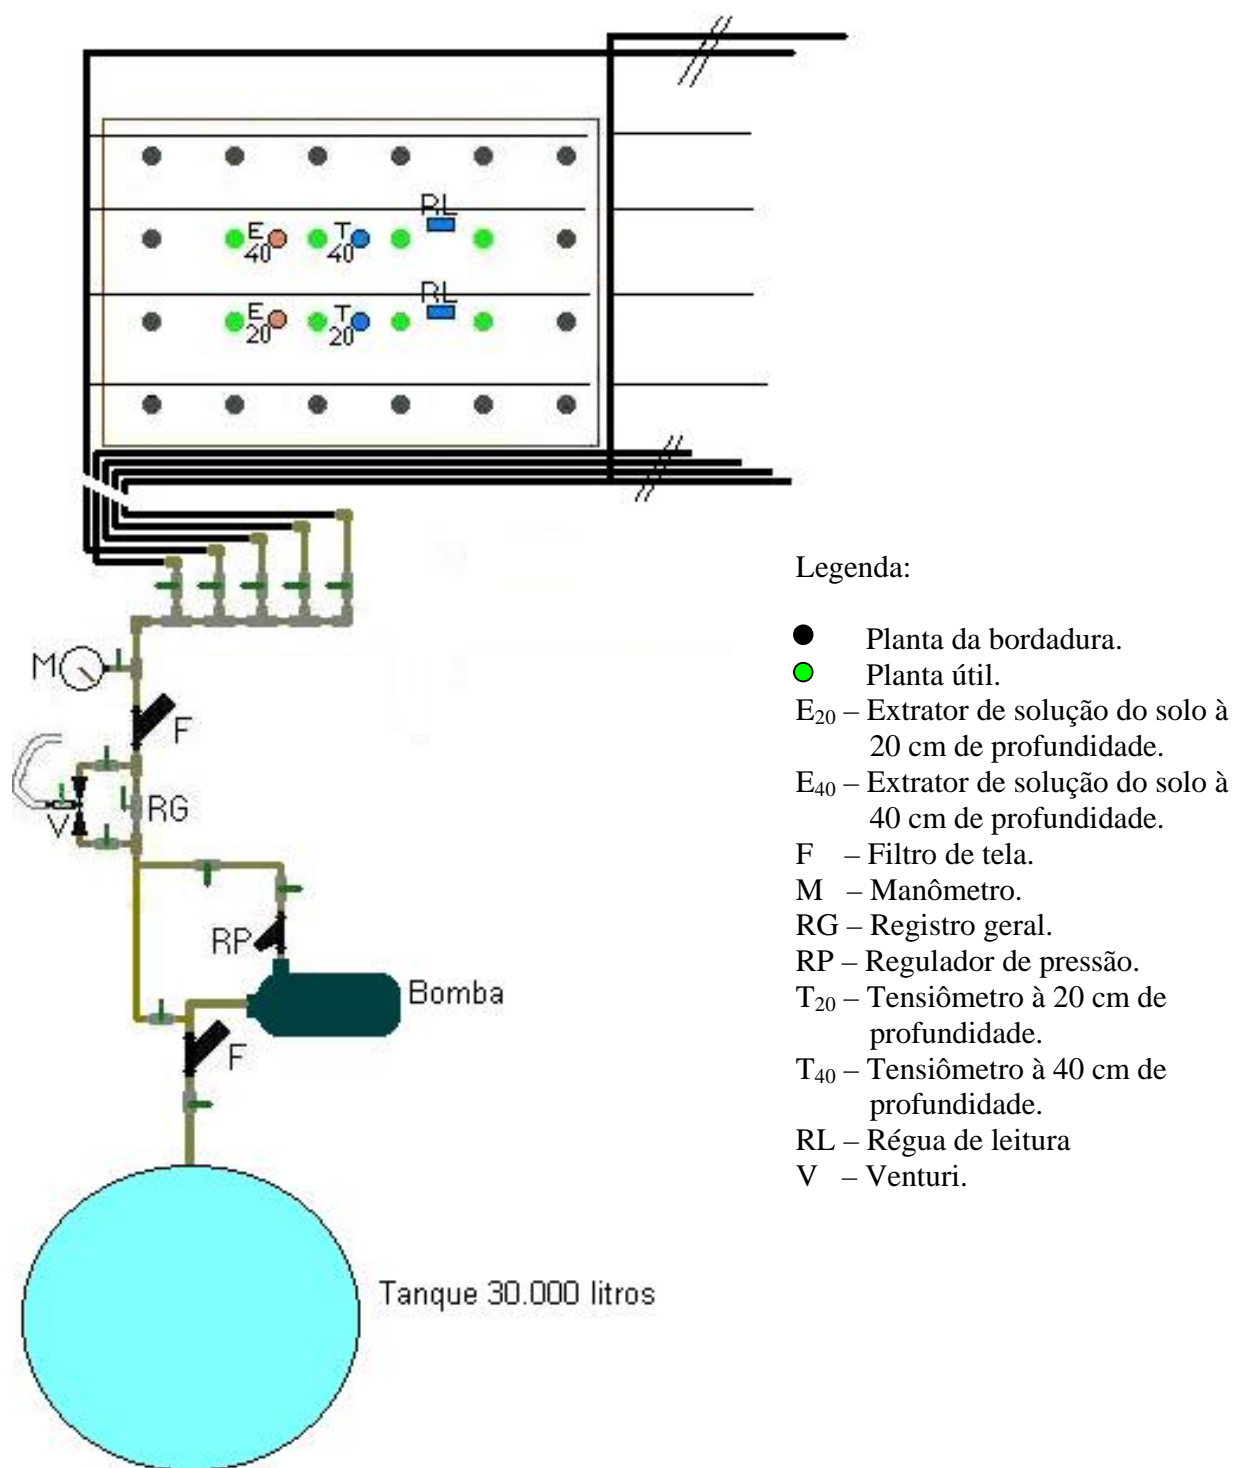 RL
E T
40 40
RL
E T
20 20
M
F
RG
V
RP
Bomba
F
Tanque 30.000 litros
Legenda:
Planta da bordadura.
Planta útil.
E20 – Extrator de solução do solo à
20 cm de profundidade.
E40 – Extrator de solução do solo à
40 cm de profundidade.
F – Filtro de tela.
M – Manômetro.
RG – Registro geral.
RP – Regulador de pressão.
T20 – Tensiômetro à 20 cm de
profundidade.
T40 – Tensiômetro à 40 cm de
profundidade.
RL – Régua de leitura
V – Venturi.